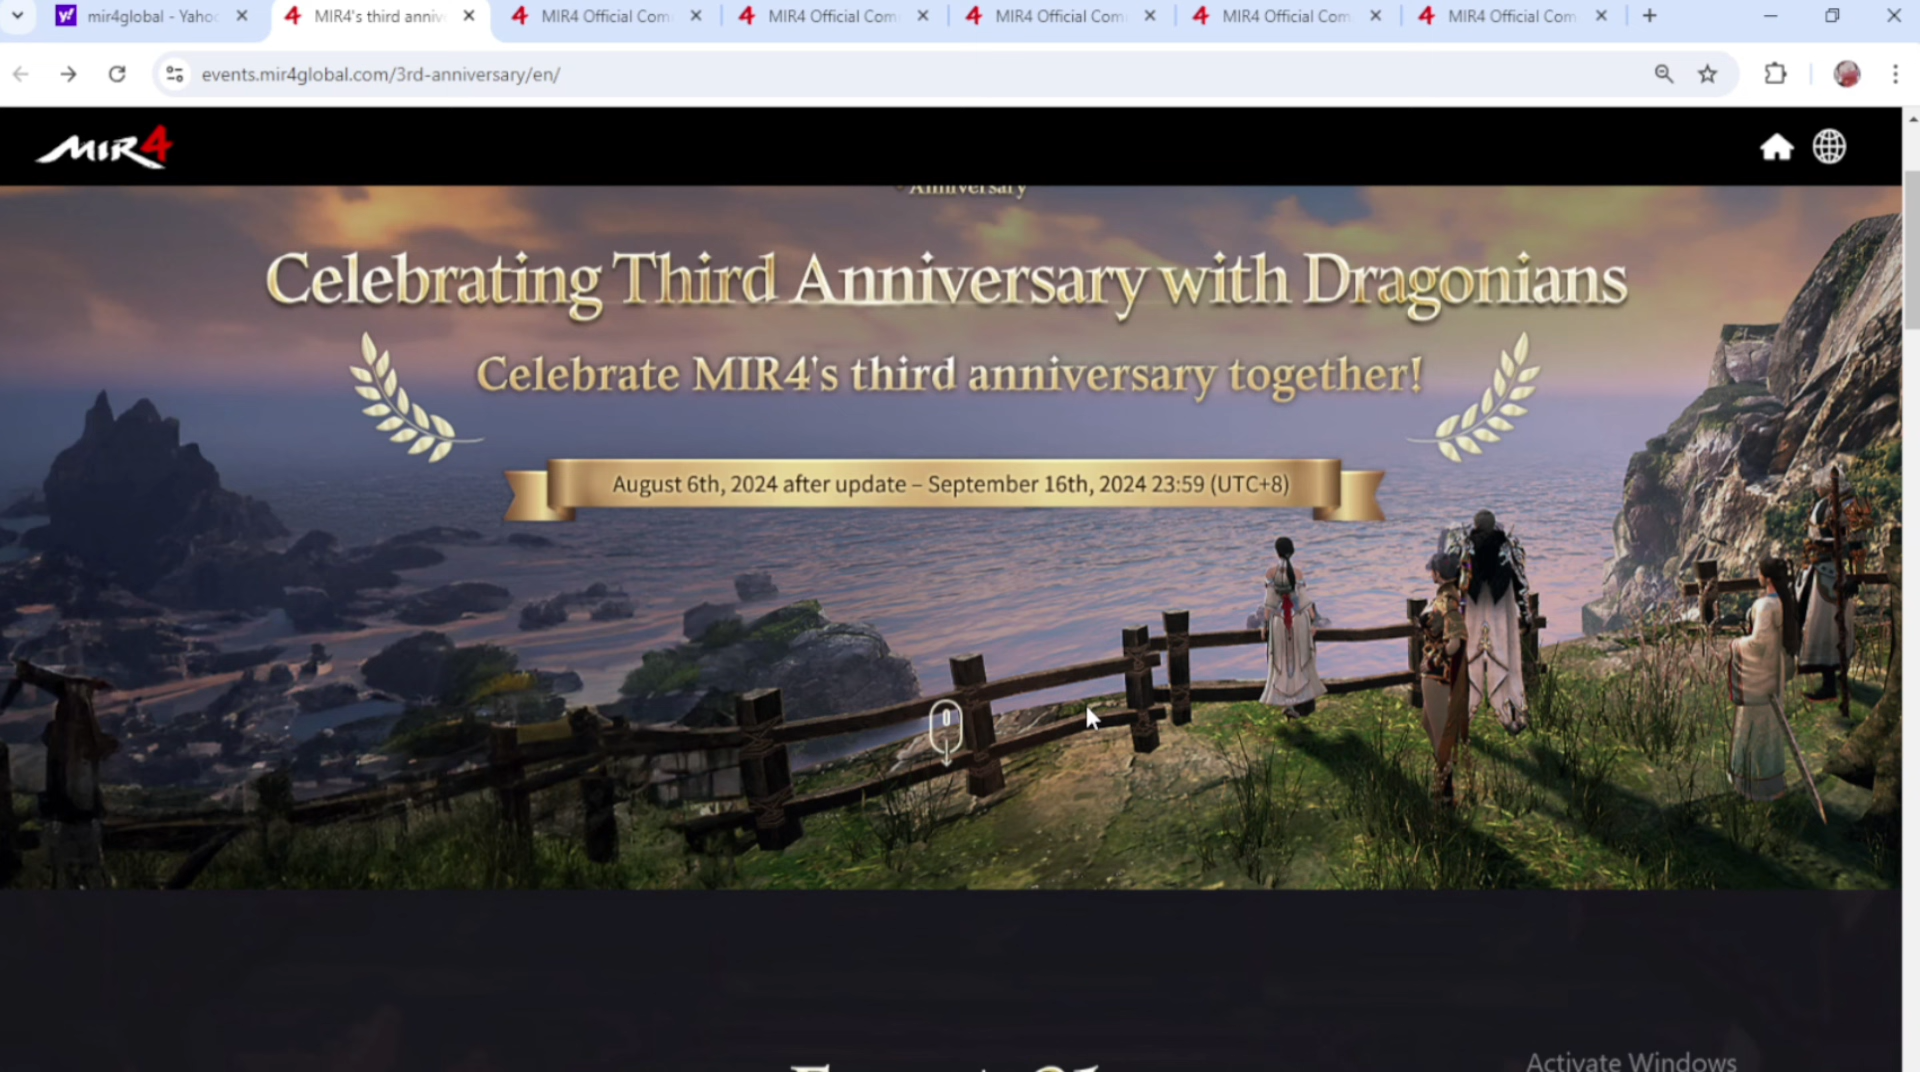 mir4global - Yaho
MIR4's third anniv
MIR4 Official Com
MIR4 Official Com
MIR4 Official Com
MIR4 Official Com
MIR4 Official Com
events.mir4global.com/3rd-anniversary/en/
MIR4
Anniversary
Celebrating Third Anniversary with Dragonians
Celebrate MIR4's third anniversary together!
August 6th, 2024 after update – September 16th, 2024 23:59 (UTC+8)
Activate Windows